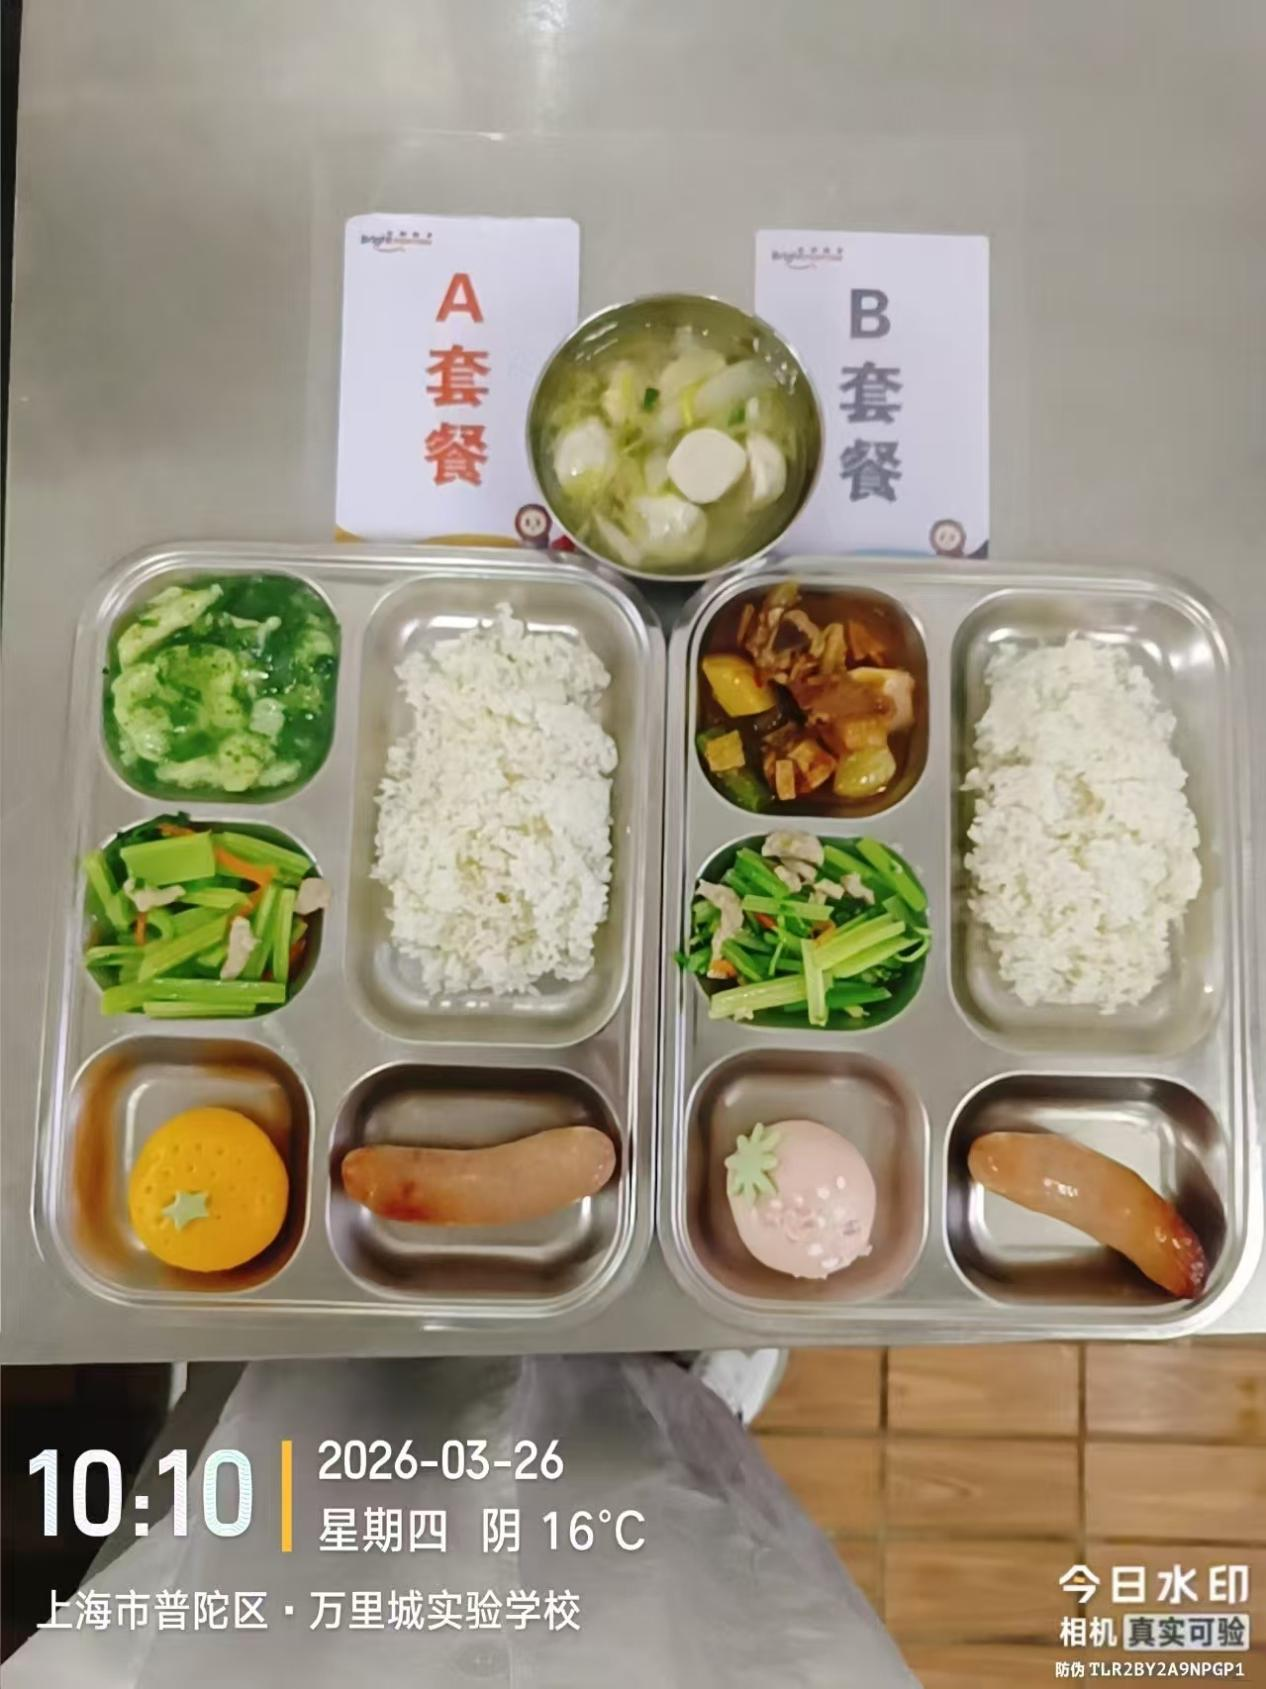 A
套
餐
B
套
餐
10:10
2026-03-26
星期四 阴 16°C
上海市普陀区·万里城实验学校
今日水印
相机 真实可验
防伪 TLR2BY2A9NPGP1